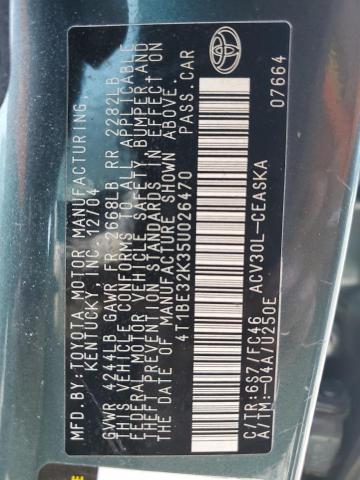 MFD.BY:TOYOTA MOTOR MANUFACTURING,
KENTUCKY, INC. 12/04
GVWR 4244LB GAWR FR 2668LB RR 2282LB
THIS VEHICLE CONFORMS TO ALL APPLICABLE
FEDERAL MOTOR VEHICLE SAFETY, BUMPER AND
THEFT PREVENTION STANDARDS IN EFFECT ON
THE DATE OF MANUFACTURE SHOWN ABOVE.
4T1BE32K35U026470 PASS.CAR
C/TR:6S7/FC46 ACV30L-CEASKA
A/TM:-04A/U250E 07664
TOYOTA
E